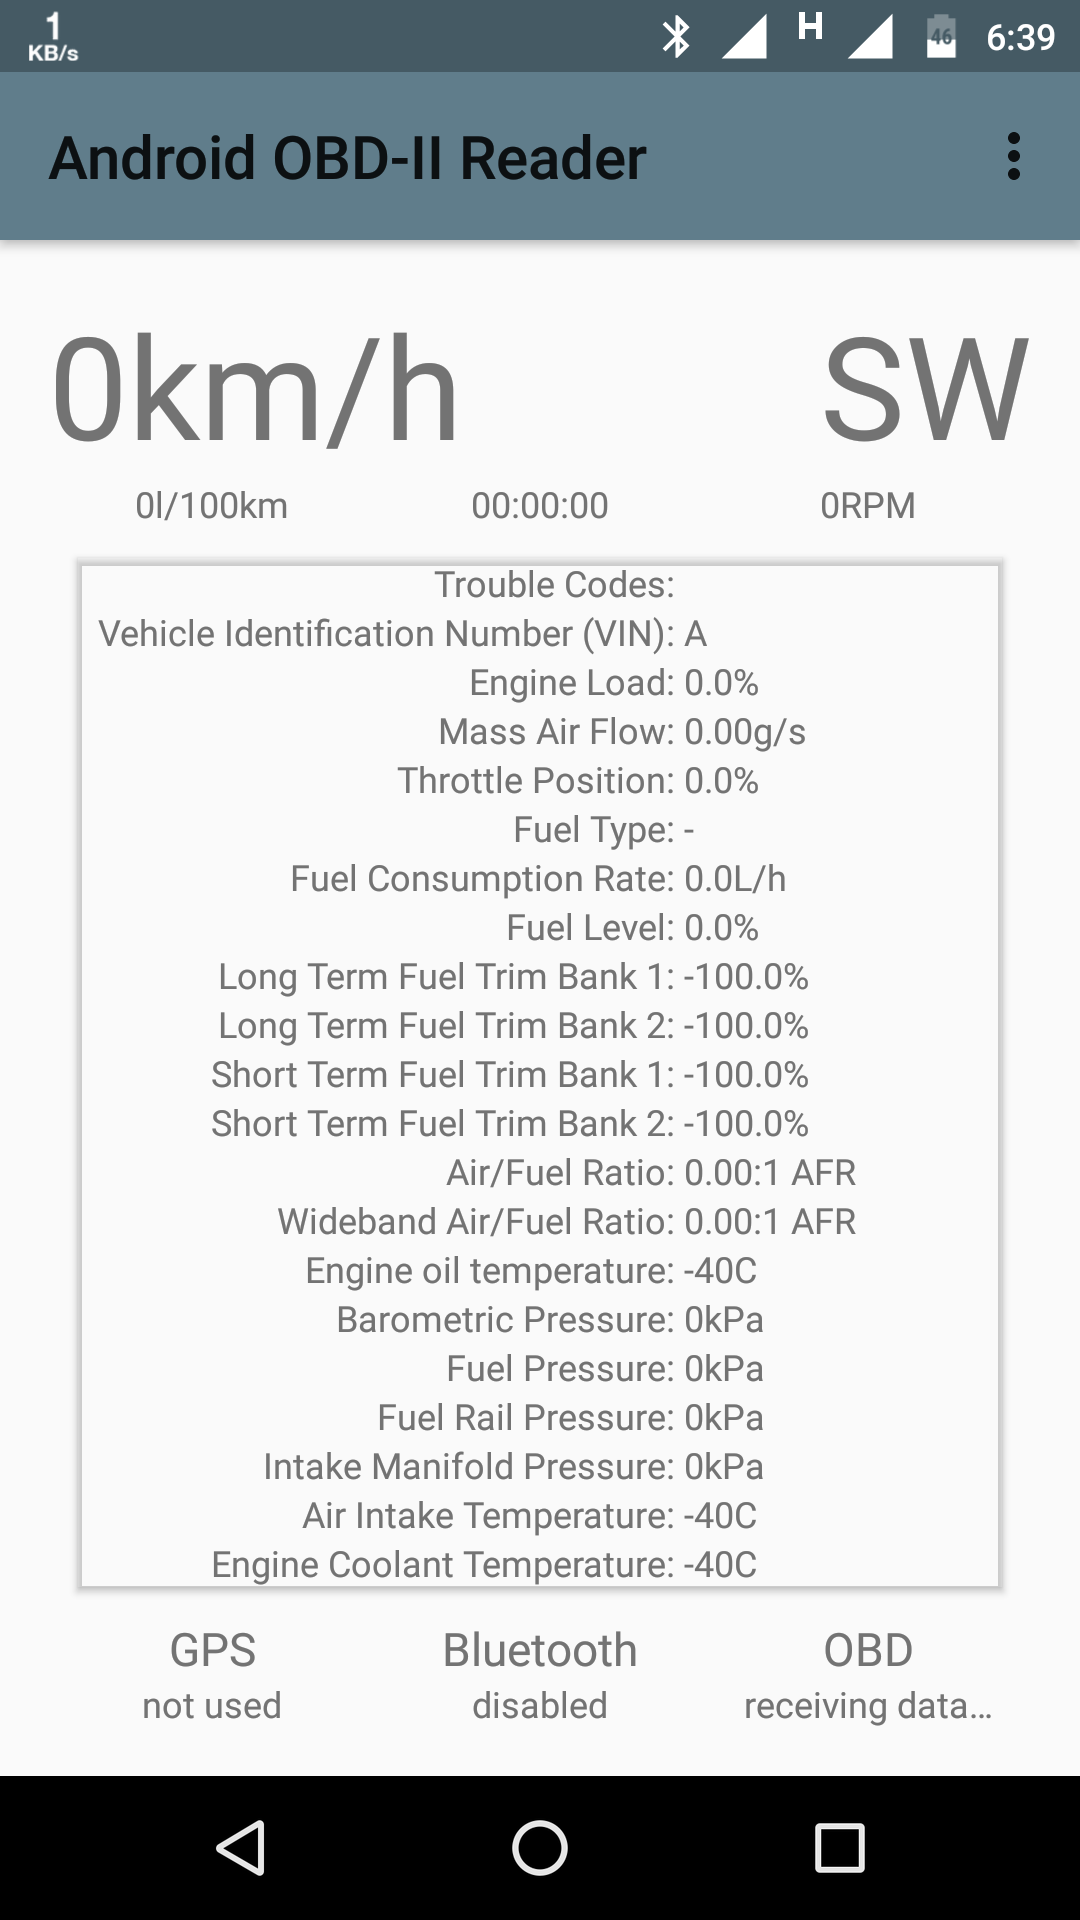 1
KB/s
H
46
6:39
Android OBD-II Reader
0km/h SW
0l/100km 00:00:00 0RPM
Trouble Codes:
Vehicle Identification Number (VIN): A
Engine Load: 0.0%
Mass Air Flow: 0.00g/s
Throttle Position: 0.0%
Fuel Type: -
Fuel Consumption Rate: 0.0L/h
Fuel Level: 0.0%
Long Term Fuel Trim Bank 1: -100.0%
Long Term Fuel Trim Bank 2: -100.0%
Short Term Fuel Trim Bank 1: -100.0%
Short Term Fuel Trim Bank 2: -100.0%
Air/Fuel Ratio: 0.00:1 AFR
Wideband Air/Fuel Ratio: 0.00:1 AFR
Engine oil temperature: -40C
Barometric Pressure: 0kPa
Fuel Pressure: 0kPa
Fuel Rail Pressure: 0kPa
Intake Manifold Pressure: 0kPa
Air Intake Temperature: -40C
Engine Coolant Temperature: -40C
GPS Bluetooth OBD
not used disabled receiving data…